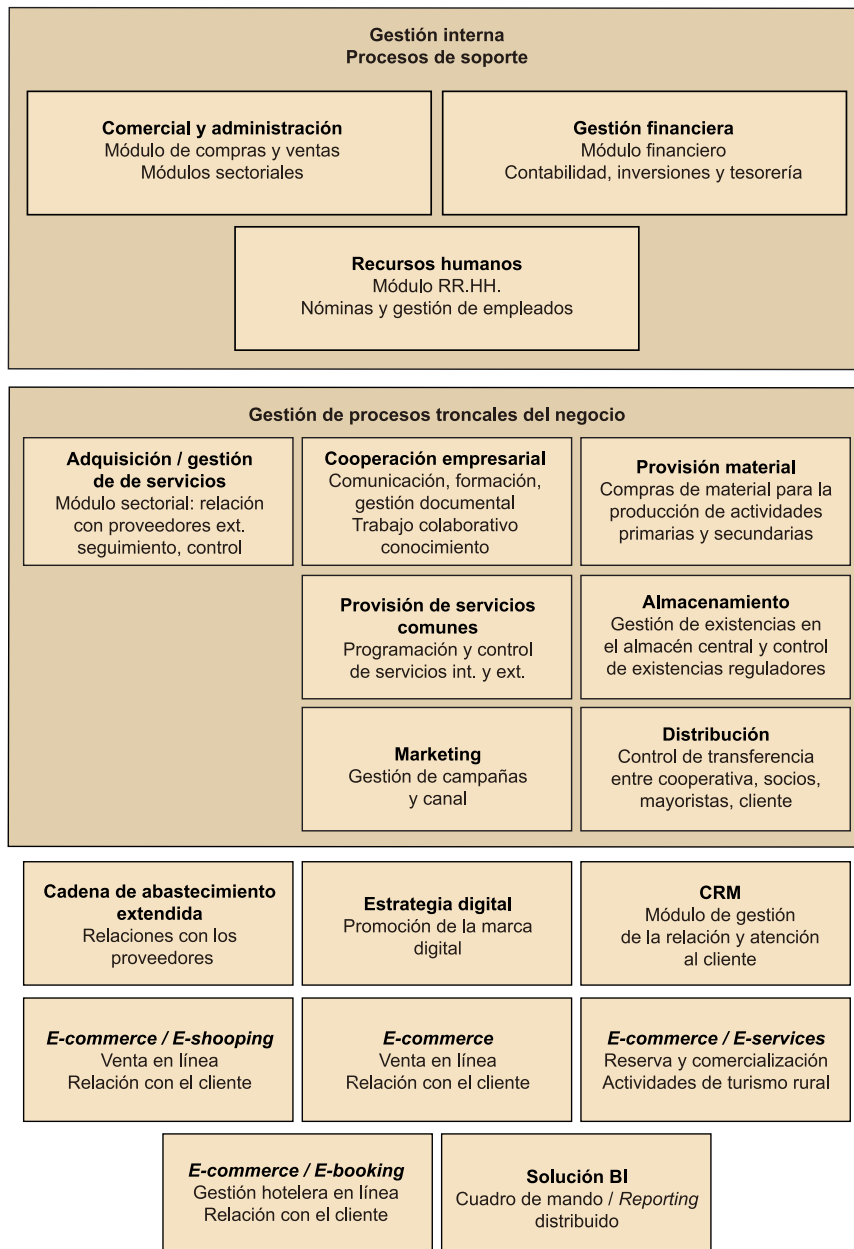 Gestión interna
Procesos de soporte
Comercial y administración
Módulo de compras y ventas
Módulos sectoriales
Gestión financiera
Módulo financiero
Contabilidad, inversiones y tesorería
Recursos humanos
Módulo RR.HH.
Nóminas y gestión de empleados
Gestión de procesos troncales del negocio
Adquisición / gestión
de de servicios
Módulo sectorial: relación
con proveedores ext.
seguimiento, control
Cooperación empresarial
Comunicación, formación,
gestión documental
Trabajo colaborativo
conocimiento
Provisión material
Compras de material para la
producción de actividades
primarias y secundarias
Provisión de servicios
comunes
Programación y control
de servicios int. y ext.
Almacenamiento
Gestión de existencias en
el almacén central y control
de existencias reguladores
Marketing
Gestión de campañas
y canal
Distribución
Control de transferencia
entre cooperativa, socios,
mayoristas, cliente
Cadena de abastecimiento
extendida
Relaciones con los
proveedores
Estrategia digital
Promoción de la marca
digital
CRM
Módulo de gestión
de la relación y atención
al cliente
E-commerce / E-shooping
Venta en línea
Relación con el cliente
E-commerce
Venta en línea
Relación con el cliente
E-commerce / E-services
Reserva y comercialización
Actividades de turismo rural
E-commerce / E-booking
Gestión hotelera en línea
Relación con el cliente
Solución BI
Cuadro de mando / Reporting
distribuido